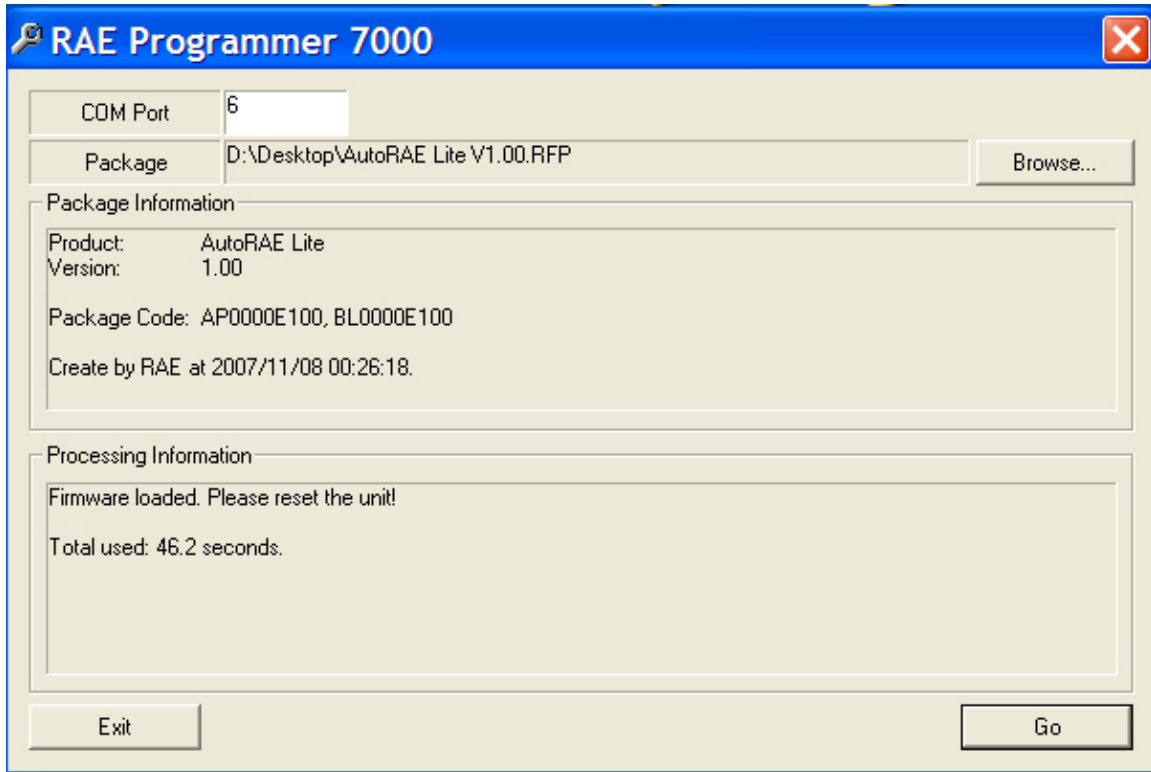 RAE Programmer 7000
COM Port 6
Package D:\Desktop\AutoRAE Lite V1.00.RFP Browse...
Package Information
Product: AutoRAE Lite
Version: 1.00
Package Code: AP0000E100, BL0000E100
Create by RAE at 2007/11/08 00:26:18.
Processing Information
Firmware loaded. Please reset the unit!
Total used: 46.2 seconds.
Exit Go